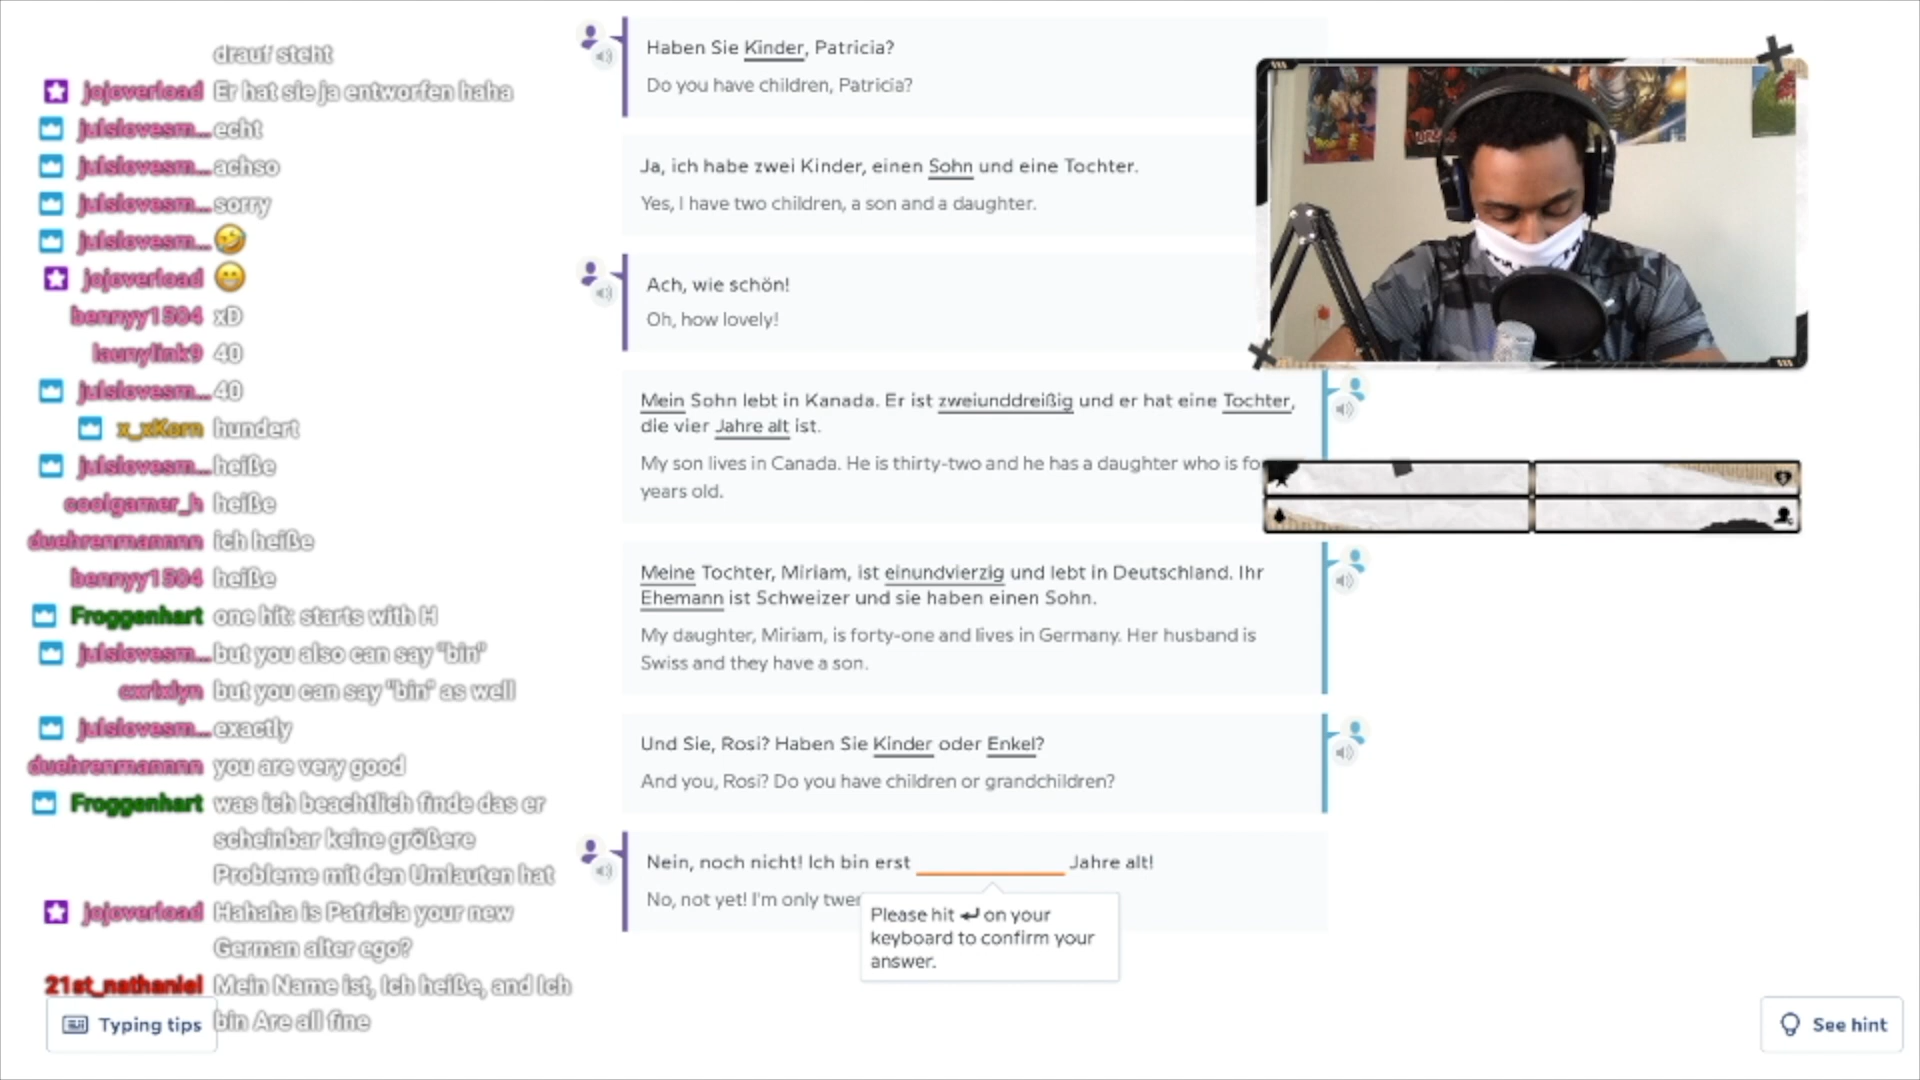 drauf steht
jojoverload Er hat sie ja entworfen haha
julslovesm... echt
julslovesm... achso
julslovesm... sorry
julslovesm...
jojoverload
bennyy1504 xD
launylink9 40
julslovesm... 40
x_xKorn hundert
julslovesm... heiße
coolgamer_h heiße
duehrenmannnn ich heiße
bennyy1504 heiße
Froggenhart one hit: starts with H
julslovesm... but you also can say "bin"
cxrlxlyn but you can say "bin" as well
julslovesm... exactly
duehrenmannnn you are very good
Froggenhart was ich beachtlich finde das er
scheinbar keine größere
Probleme mit den Umlauten hat
jojoverload Hahaha is Patricia your new
German alter ego?
21st_nathaniel Mein Name ist, Ich heiße, and Ich
bin Are all fine
Typing tips
Haben Sie Kinder, Patricia?
Do you have children, Patricia?
Ja, ich habe zwei Kinder, einen Sohn und eine Tochter.
Yes, I have two children, a son and a daughter.
Ach, wie schön!
Oh, how lovely!
Mein Sohn lebt in Kanada. Er ist zweiunddreißig und er hat eine Tochter,
die vier Jahre alt ist.
My son lives in Canada. He is thirty-two and he has a daughter who is fo
years old.
Meine Tochter, Miriam, ist einundvierzig und lebt in Deutschland. Ihr
Ehemann ist Schweizer und sie haben einen Sohn.
My daughter, Miriam, is forty-one and lives in Germany. Her husband is
Swiss and they have a son.
Und Sie, Rosi? Haben Sie Kinder oder Enkel?
And you, Rosi? Do you have children or grandchildren?
Nein, noch nicht! Ich bin erst Jahre alt!
No, not yet! I'm only twe
Please hit ↵ on your
keyboard to confirm your
answer.
See hint